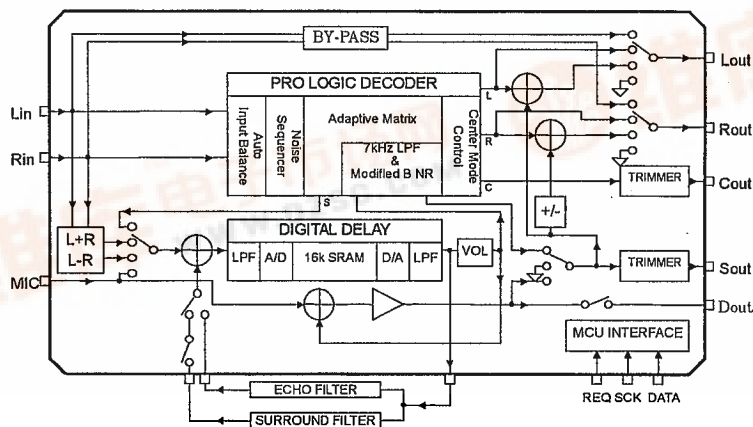 BY-PASS
Lout
PRO LOGIC DECODER
L
Lin
Auto
Input Balance
Noise
Sequencer
Adaptive Matrix
7kHz LPF
&
Modified B NR
Center Mode
Control
R
Rout
Rin
C
TRIMMER
Cout
S
+/-
L+R
L-R
DIGITAL DELAY
LPF
A/D
16k SRAM
D/A
LPF
VOL
TRIMMER
Sout
MIC
Dout
MCU INTERFACE
ECHO FILTER
REQ SCK DATA
SURROUND FILTER